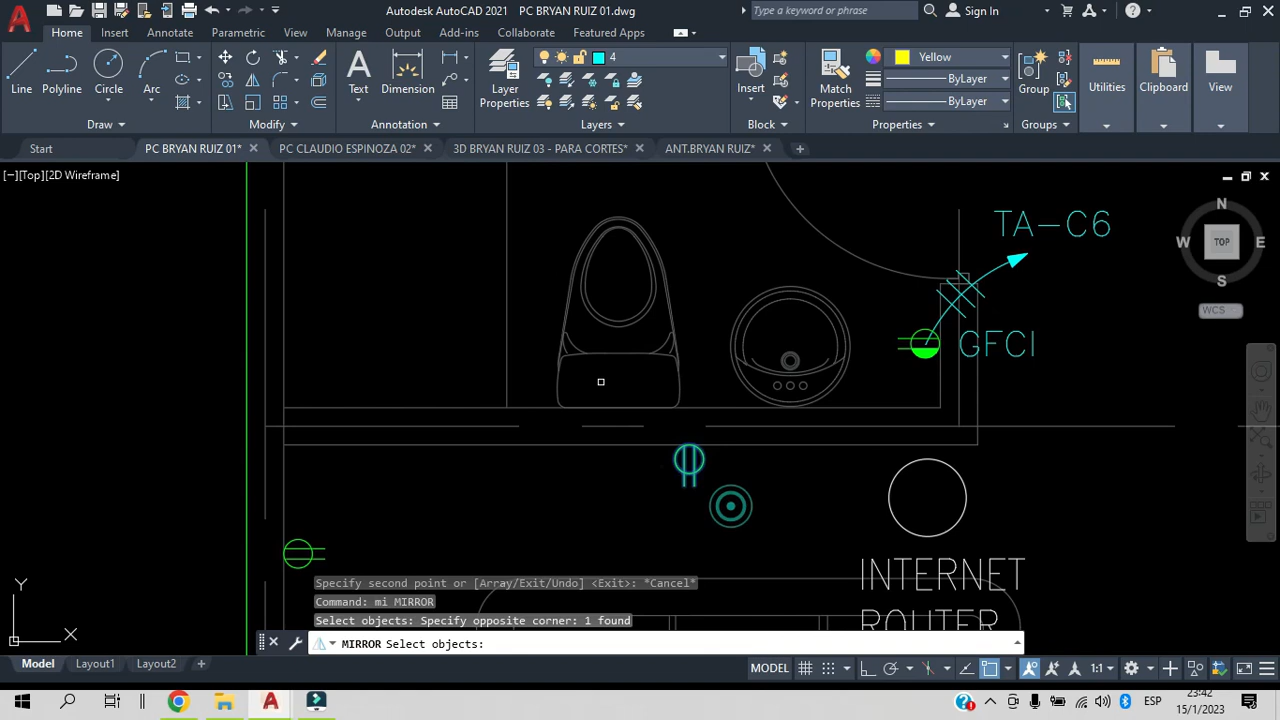 Autodesk AutoCAD 2021 PC BRYAN RUIZ 01.dwg
Type a keyword or phrase
Sign In
Home Insert Annotate Parametric View Manage Output Add-ins Collaborate Featured Apps
Line Polyline Circle Arc
Text Dimension
Layer Properties
4
Insert
Match Properties
Yellow
ByLayer
ByLayer
Group
Utilities
Clipboard
View
Draw Modify Annotation Layers Block Properties Groups
Start PC BRYAN RUIZ 01* PC CLAUDIO ESPINOZA 02* 3D BRYAN RUIZ 03 - PARA CORTES* ANT.BRYAN RUIZ*
[−][Top][2D Wireframe]
N
W TOP E
S
WCS
TA-C6
GFCI
INTERNET
ROUTER
Y
X
Specify second point or [Array/Exit/Undo] <Exit>: *Cancel*
Command: mi MIRROR
Select objects: Specify opposite corner: 1 found
MIRROR Select objects:
Model Layout1 Layout2
MODEL 1:1
ESP
23:42
15/1/2023